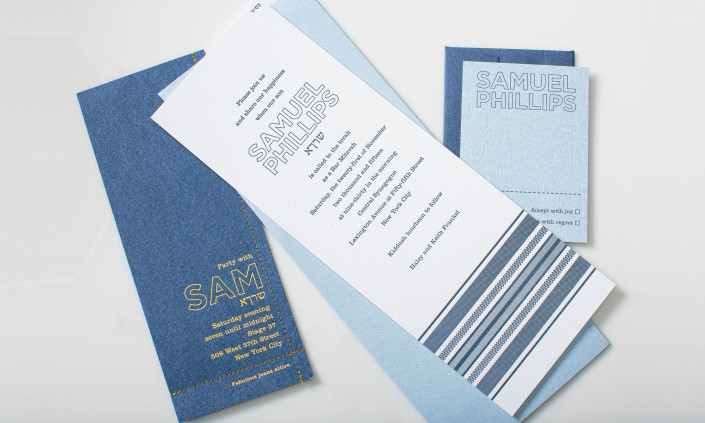 Please join us
and share our happiness
when our son
SAMUEL
PHILLIPS
is called to the torah
as a Bar Mitzvah
Saturday, the twenty-first of November
two thousand and fifteen
at nine-thirty in the morning
Central Synagogue
Lexington Avenue at Fifty-fifth Street
New York City
Kiddush luncheon to follow
Haley and Keith Frankel
Party with
SAM
Saturday evening
seven until midnight
Stage 37
508 West 37th Street
New York City
Fabulous jeans attire
SAMUEL
PHILLIPS
Accept with joy
with regret